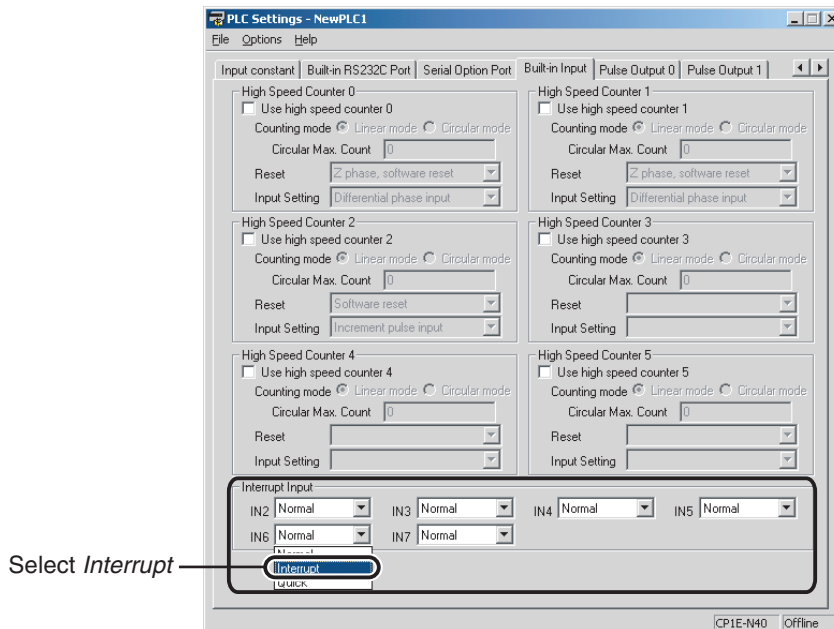 PLC Settings - NewPLC1
File Options Help
Input constant Built-in RS232C Port Serial Option Port Built-in Input Pulse Output 0 Pulse Output 1
High Speed Counter 0
Use high speed counter 0
Counting mode Linear mode Circular mode
Circular Max. Count 0
Reset Z phase, software reset
Input Setting Differential phase input
High Speed Counter 1
Use high speed counter 1
Counting mode Linear mode Circular mode
Circular Max. Count 0
Reset Z phase, software reset
Input Setting Differential phase input
High Speed Counter 2
Use high speed counter 2
Counting mode Linear mode Circular mode
Circular Max. Count 0
Reset Software reset
Input Setting Increment pulse input
High Speed Counter 3
Use high speed counter 3
Counting mode Linear mode Circular mode
Circular Max. Count 0
Reset
Input Setting
High Speed Counter 4
Use high speed counter 4
Counting mode Linear mode Circular mode
Circular Max. Count 0
Reset
Input Setting
High Speed Counter 5
Use high speed counter 5
Counting mode Linear mode Circular mode
Circular Max. Count 0
Reset
Input Setting
Interrupt Input
IN2 Normal IN3 Normal IN4 Normal IN5 Normal
IN6 Normal IN7 Normal
Normal
Interrupt
Quick
Select Interrupt
CP1E-N40 Offline